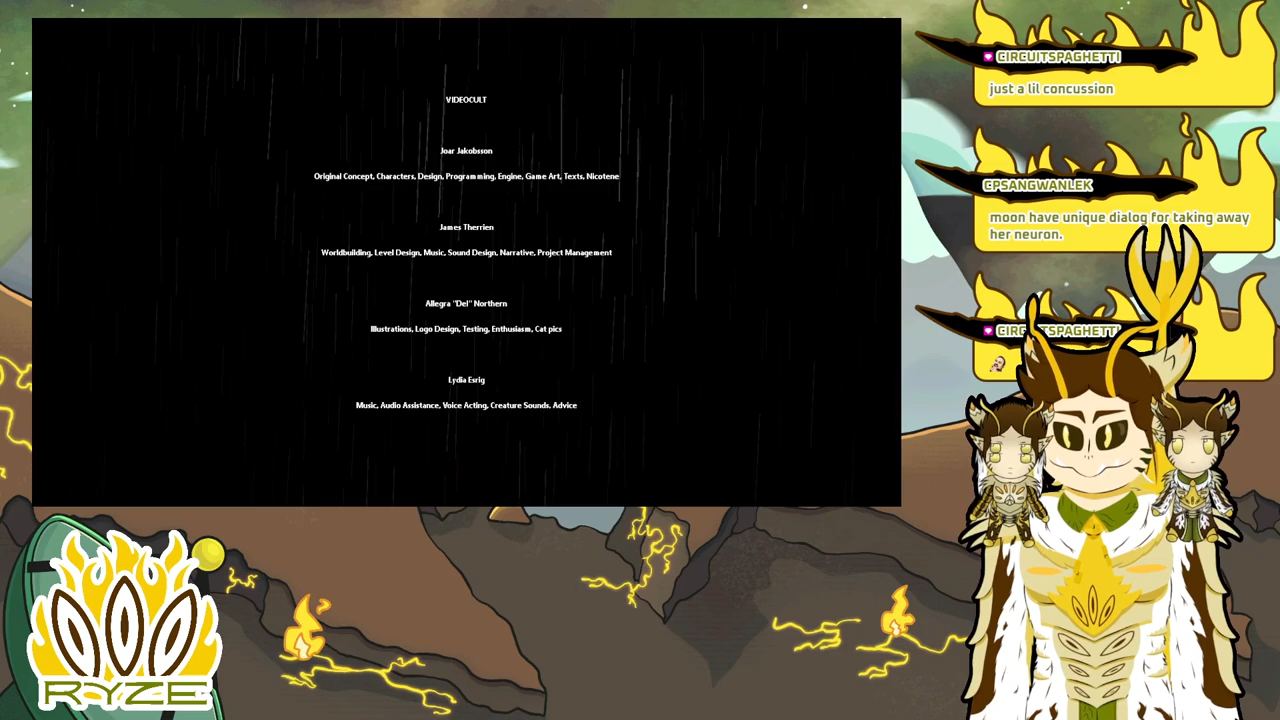 VIDEOCULT
Joar Jakobsson
Original Concept, Characters, Design, Programming, Engine, Game Art, Texts, Nicotene
James Therrien
Worldbuilding, Level Design, Music, Sound Design, Narrative, Project Management
Allegra "Del" Northern
Illustrations, Logo Design, Testing, Enthusiasm, Cat pics
Lydia Esrig
Music, Audio Assistance, Voice Acting, Creature Sounds, Advice
CIRCUITSPAGHETTI
just a lil concussion
CPSANGWANLEK
moon have unique dialog for taking away
her neuron.
RYZE